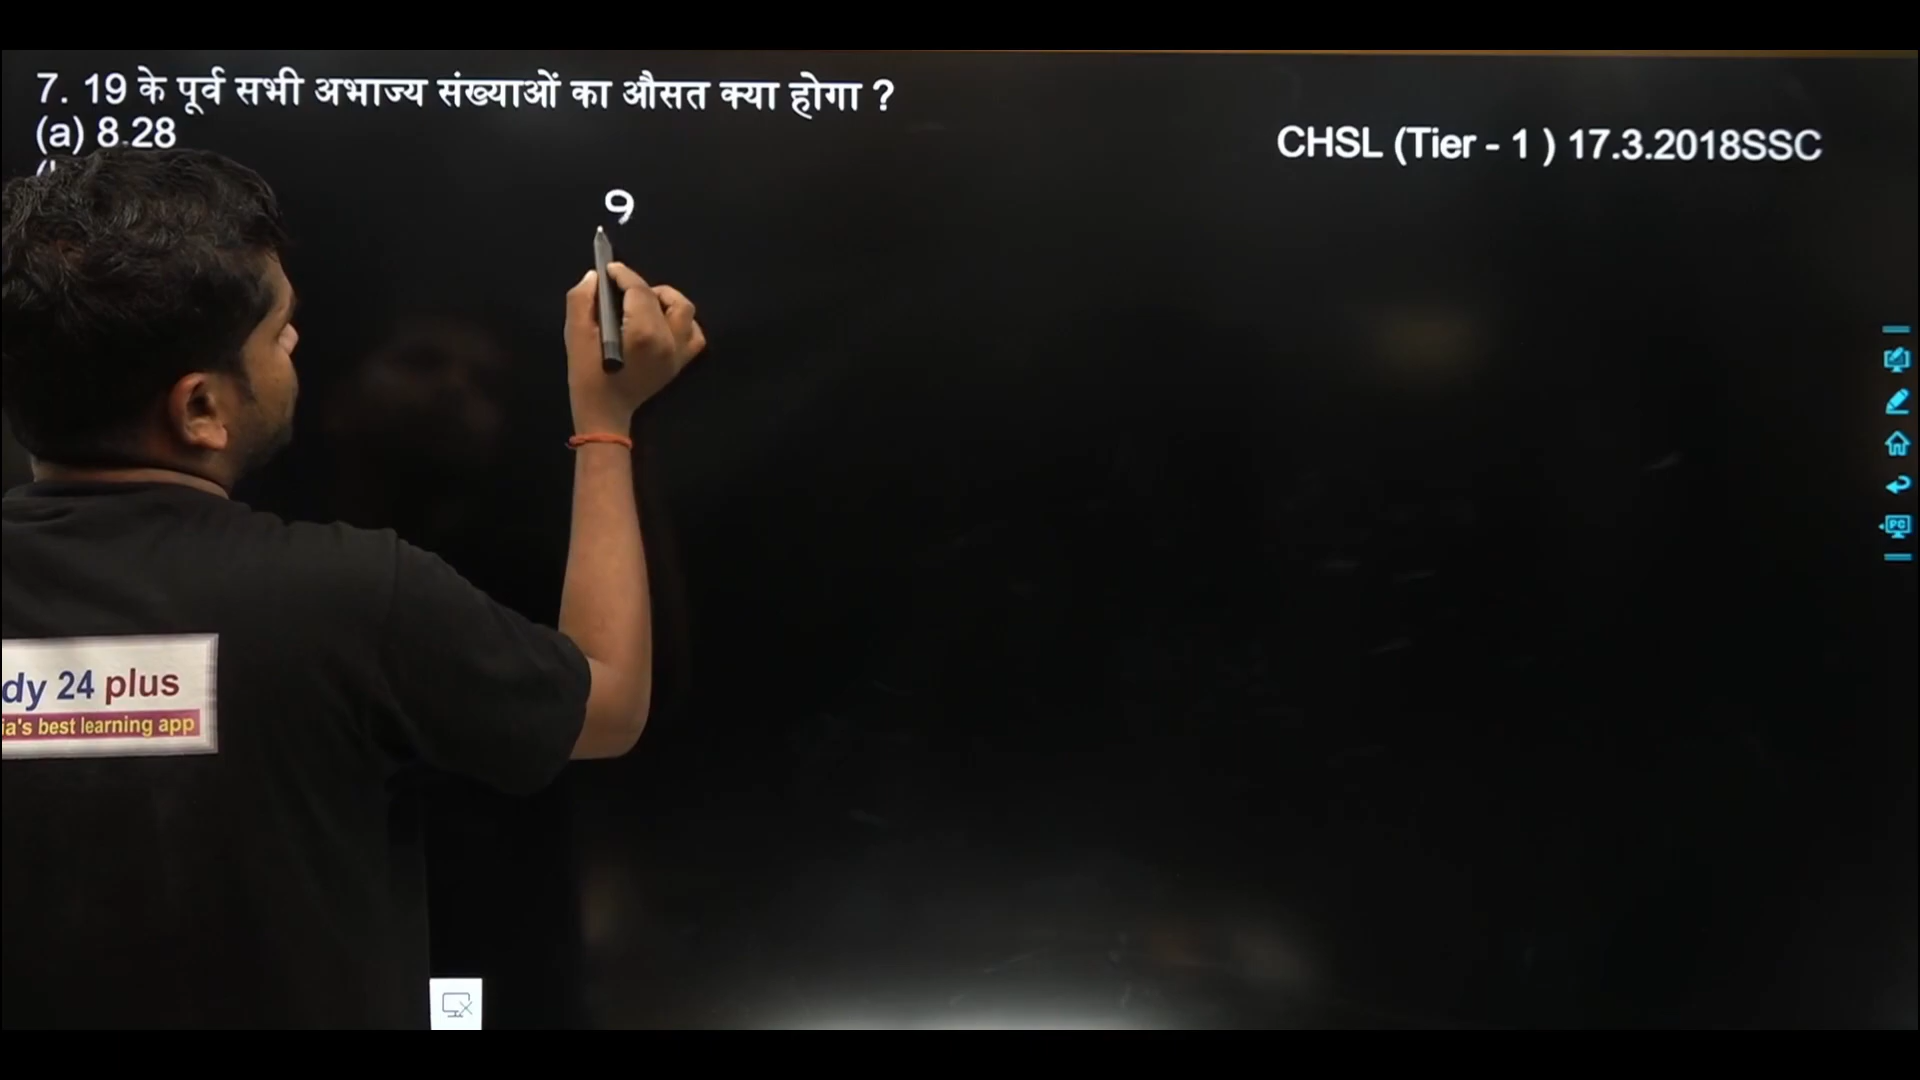 7. 19 के पूर्व सभी अभाज्य संख्याओं का औसत क्या होगा ?
(a) 8.28
CHSL (Tier - 1 ) 17.3.2018SSC
9
dy 24 plus
ia's best learning app
PC